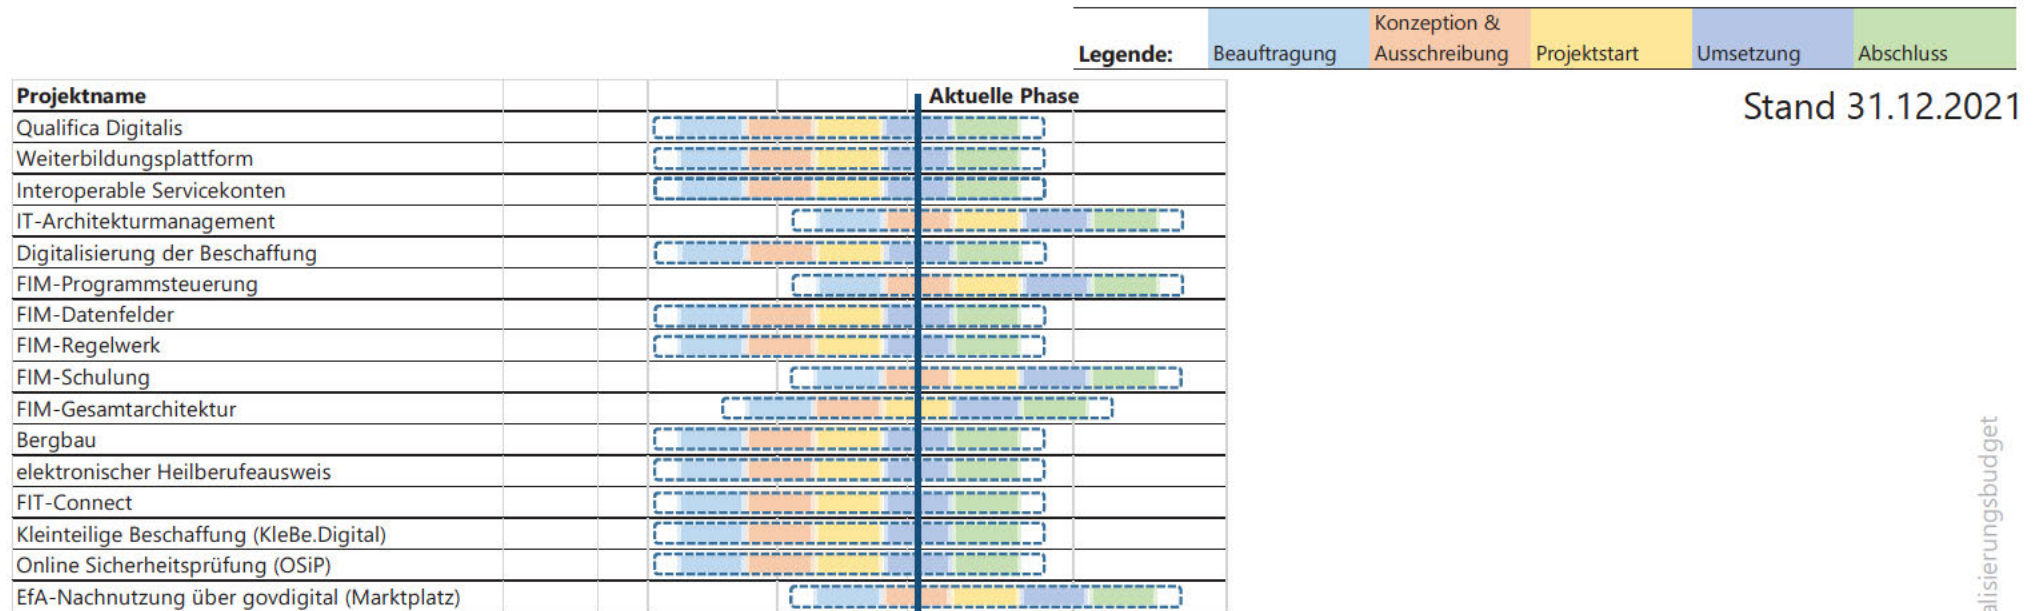 Legende:
Beauftragung
Konzeption &
Ausschreibung
Projektstart
Umsetzung
Abschluss
Stand 31.12.2021
Projektname
Aktuelle Phase
Qualifica Digitalis
Weiterbildungsplattform
Interoperable Servicekonten
IT-Architekturmanagement
Digitalisierung der Beschaffung
FIM-Programmsteuerung
FIM-Datenfelder
FIM-Regelwerk
FIM-Schulung
FIM-Gesamtarchitektur
Bergbau
elektronischer Heilberufeausweis
FIT-Connect
Kleinteilige Beschaffung (KleBe.Digital)
Online Sicherheitsprüfung (OSiP)
EfA-Nachnutzung über govdigital (Marktplatz)
alisierungsbudget